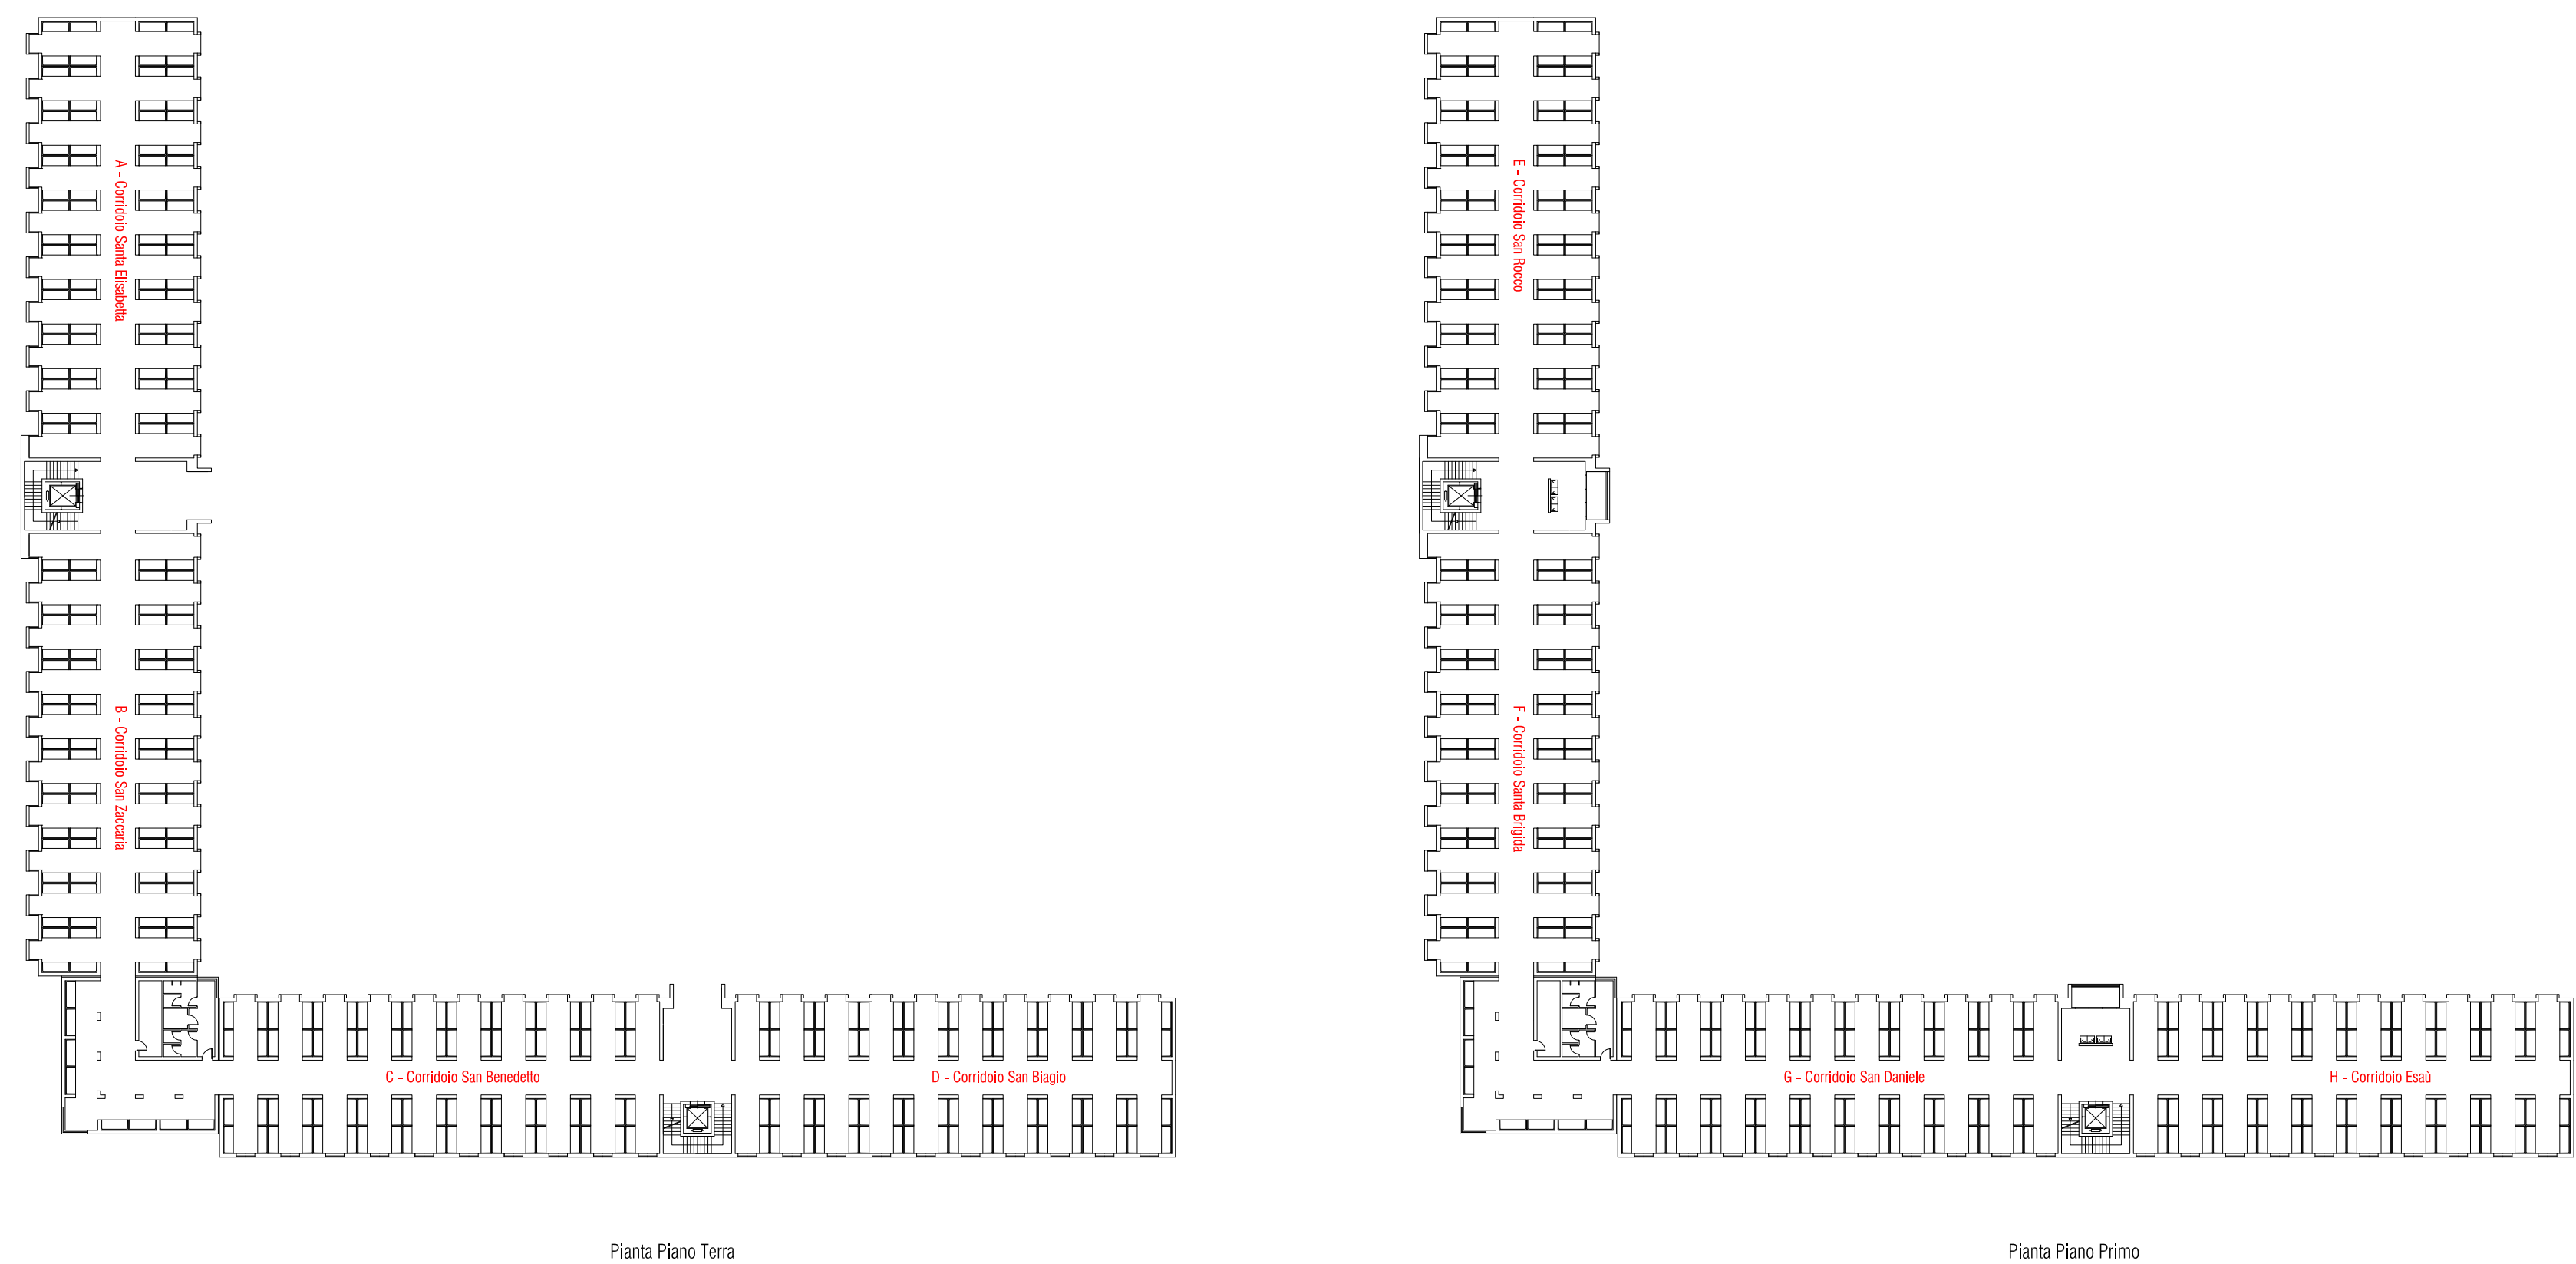 A - Corridoio Santa Elisabetta
B - Corridoio San Zaccaria
C - Corridoio San Benedetto
D - Corridoio San Biagio
Pianta Piano Terra
E - Corridoio San Rocco
F - Corridoio Santa Brigida
G - Corridoio San Daniele
H - Corridoio Esaù
Pianta Piano Primo